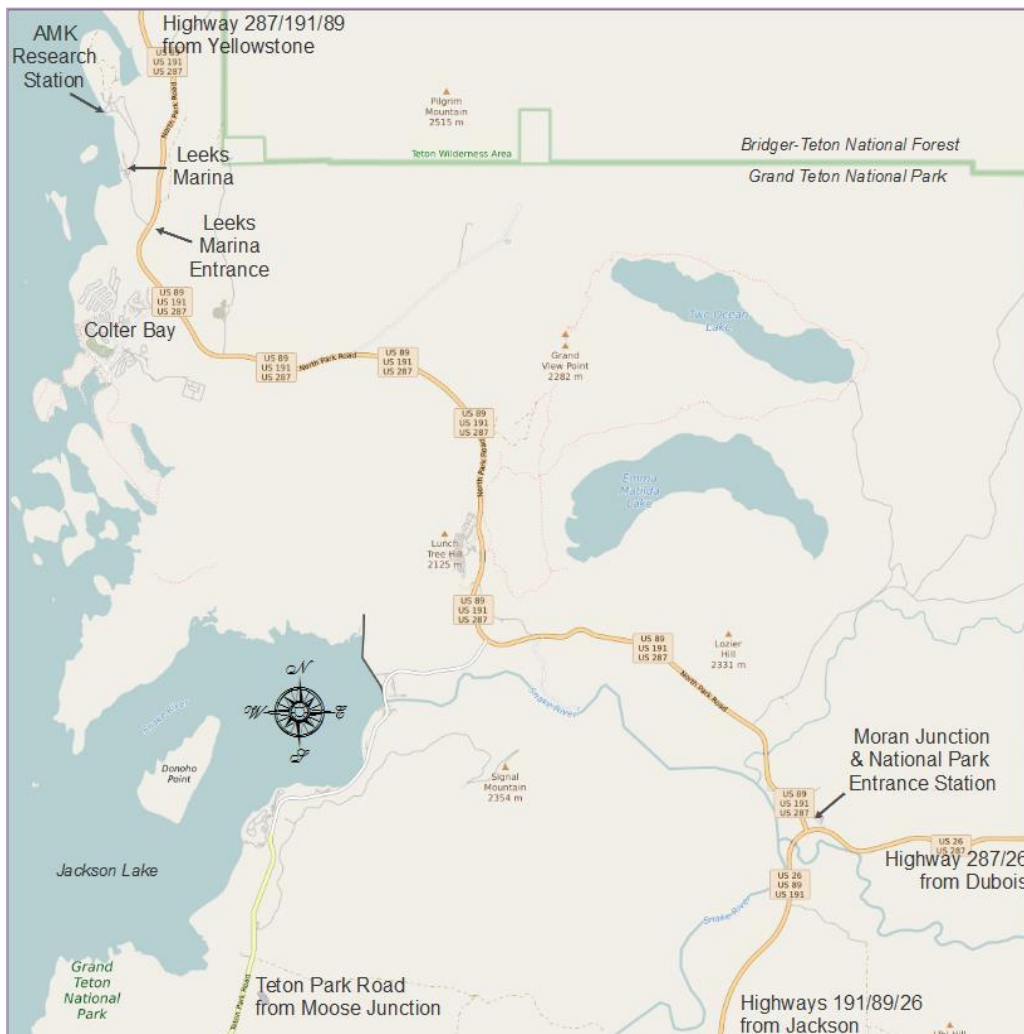 AMK
Research
Station
Highway 287/191/89
from Yellowstone
US 89
US 191
US 287
North Park Road
Pilgrim
Mountain
2515 m
Teton Wilderness Area
Bridger-Teton National Forest
Grand Teton National Park
Leeks
Marina
Leeks
Marina
Entrance
US 89
US 191
US 287
Colter Bay
US 89
US 191
US 287
North Park Road
US 89
US 191
US 287
Two Ocean
Lake
Grand
View Point
2282 m
US 89
US 191
US 287
North Park Road
Emma
Matilda
Lake
Lunch
Tree Hill
2125 m
US 89
US 191
US 287
US 89
US 191
US 287
Lozier
Hill
2331 m
North Park Road
N
W
E
S
Snake River
Snake River
Donoho
Point
Signal
Mountain
2354 m
Moran Junction
& National Park
Entrance Station
US 89
US 191
US 287
US 26
US 287
Highway 287/26
from Dubois
US 26
US 89
US 191
Snake River
Jackson Lake
Grand
Teton
National
Park
Teton Park Road
Teton Park Road
from Moose Junction
Highways 191/89/26
from Jackson